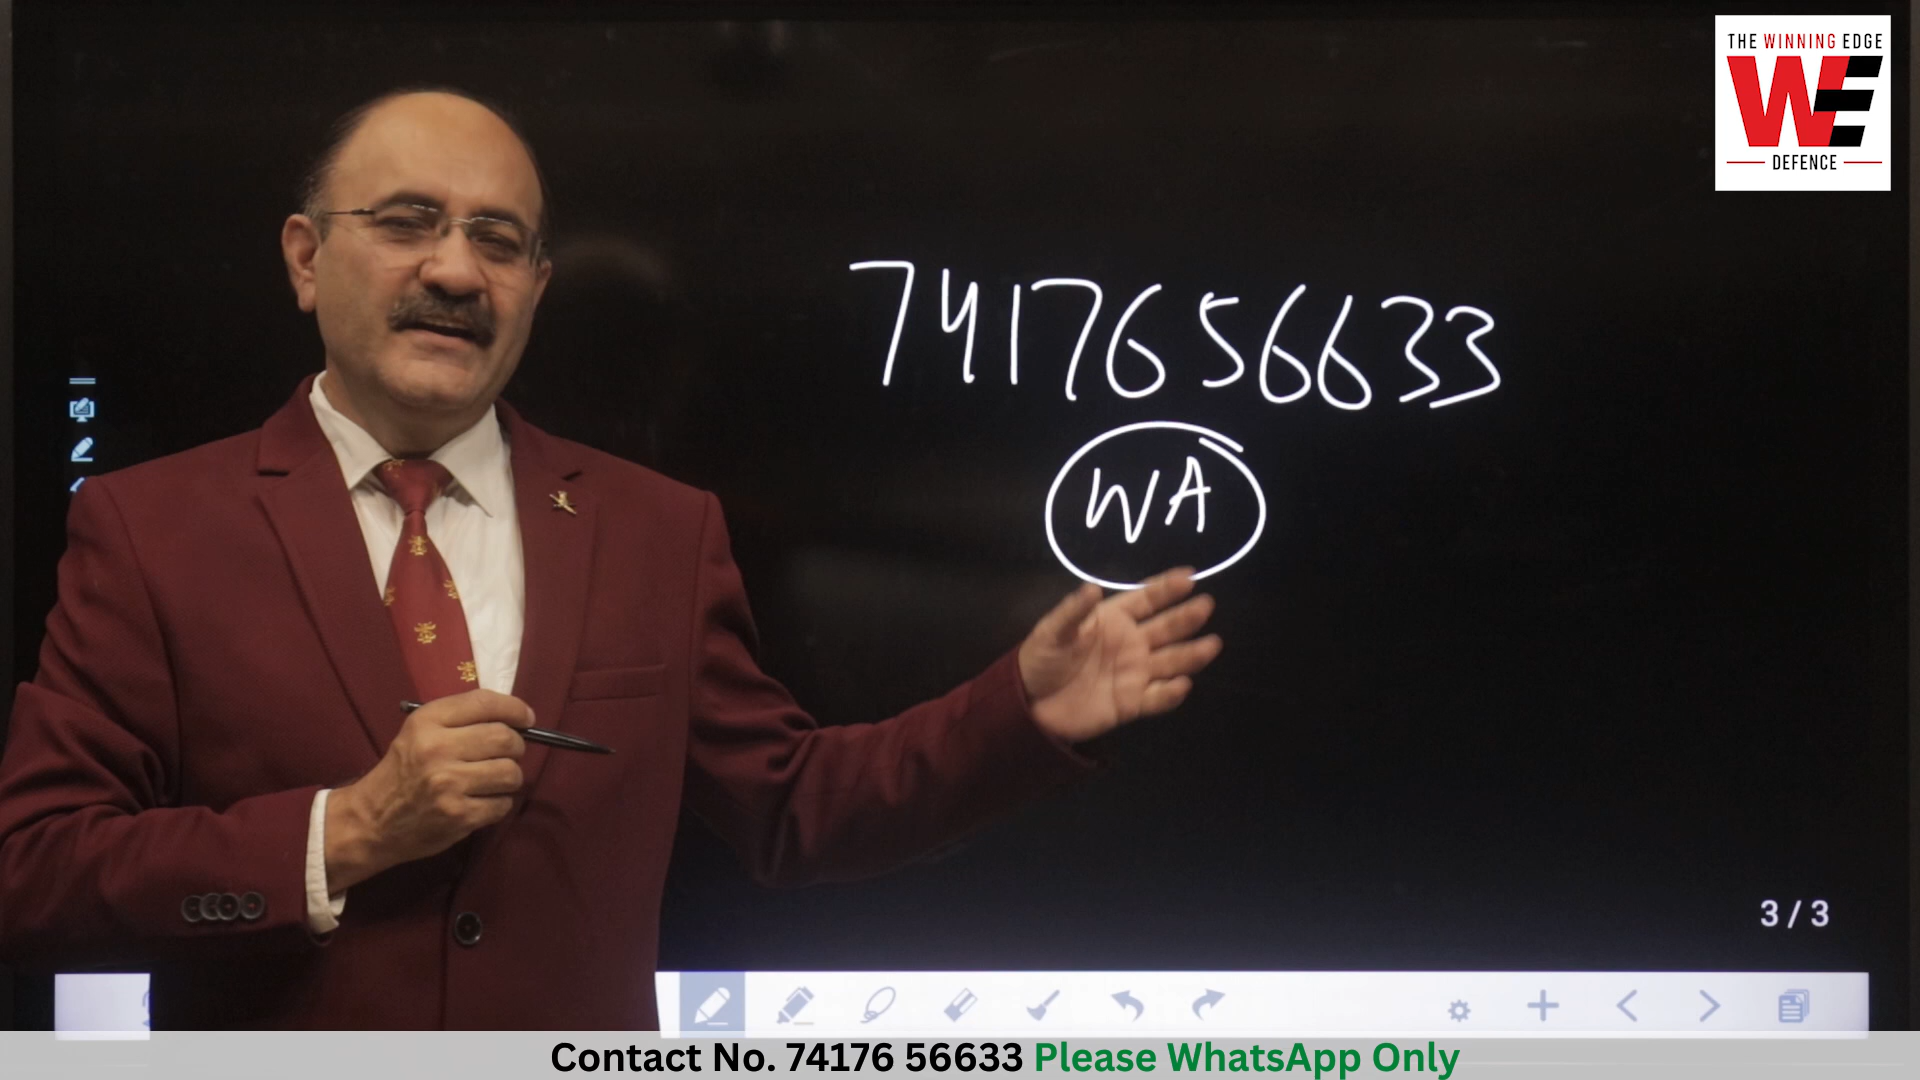 THE WINNING EDGE
WE
DEFENCE
7417656633
WA
3 / 3
Contact No. 74176 56633 Please WhatsApp Only